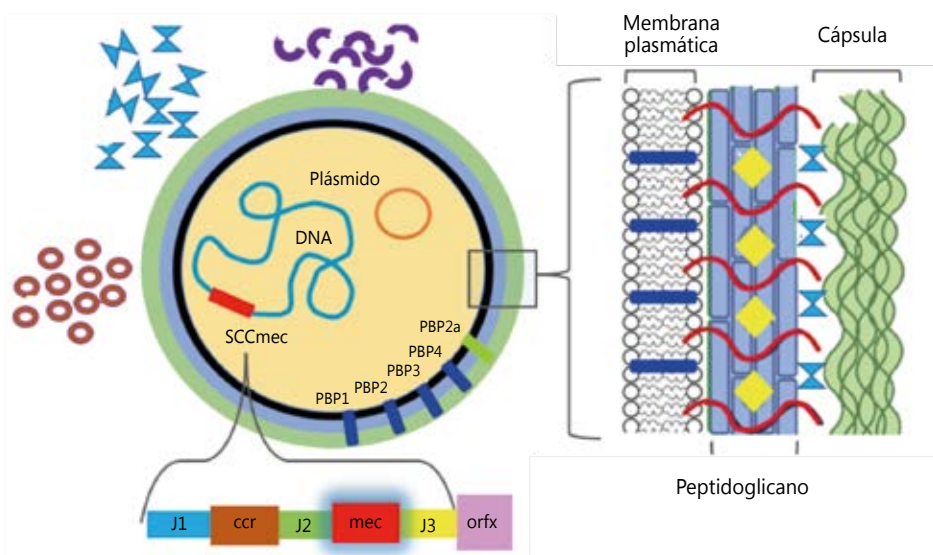 Membrana
plasmática
Cápsula
Plásmido
DNA
SCCmec
PBP2a
PBP4
PBP3
PBP2
PBP1
Peptidoglicano
J1
ccr
J2
mec
J3
orfx